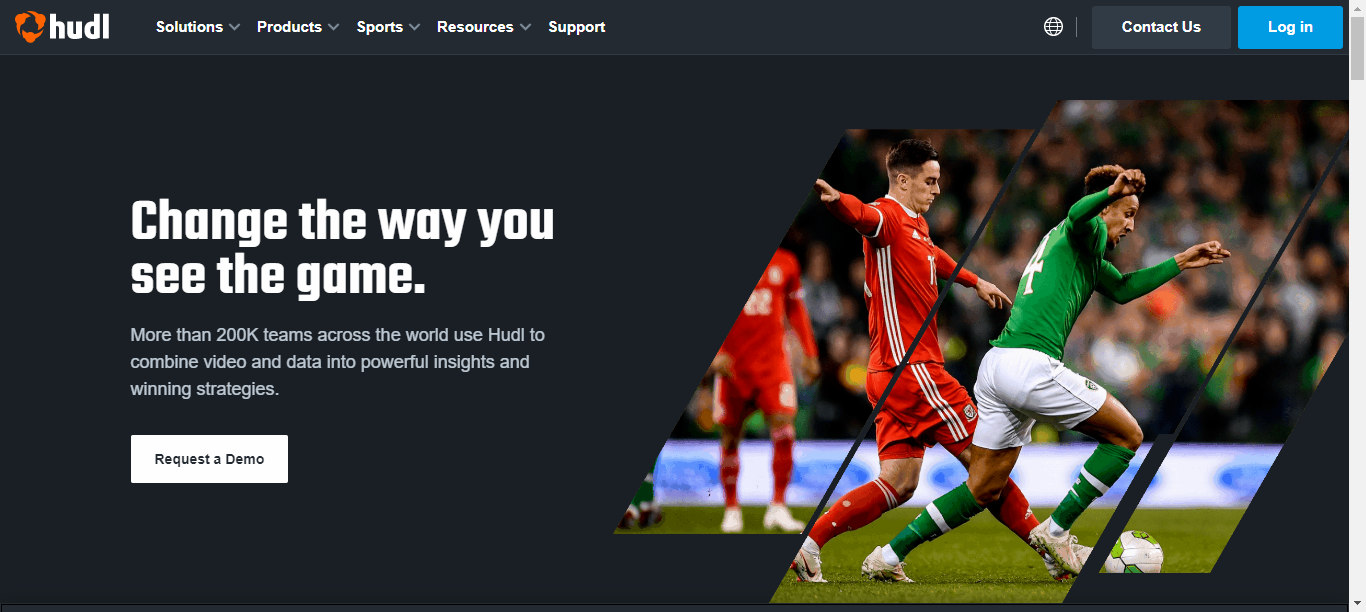 hudl
Solutions
Products
Sports
Resources
Support
Contact Us
Log in
Change the way you
see the game.
More than 200K teams across the world use Hudl to
combine video and data into powerful insights and
winning strategies.
Request a Demo
22
4